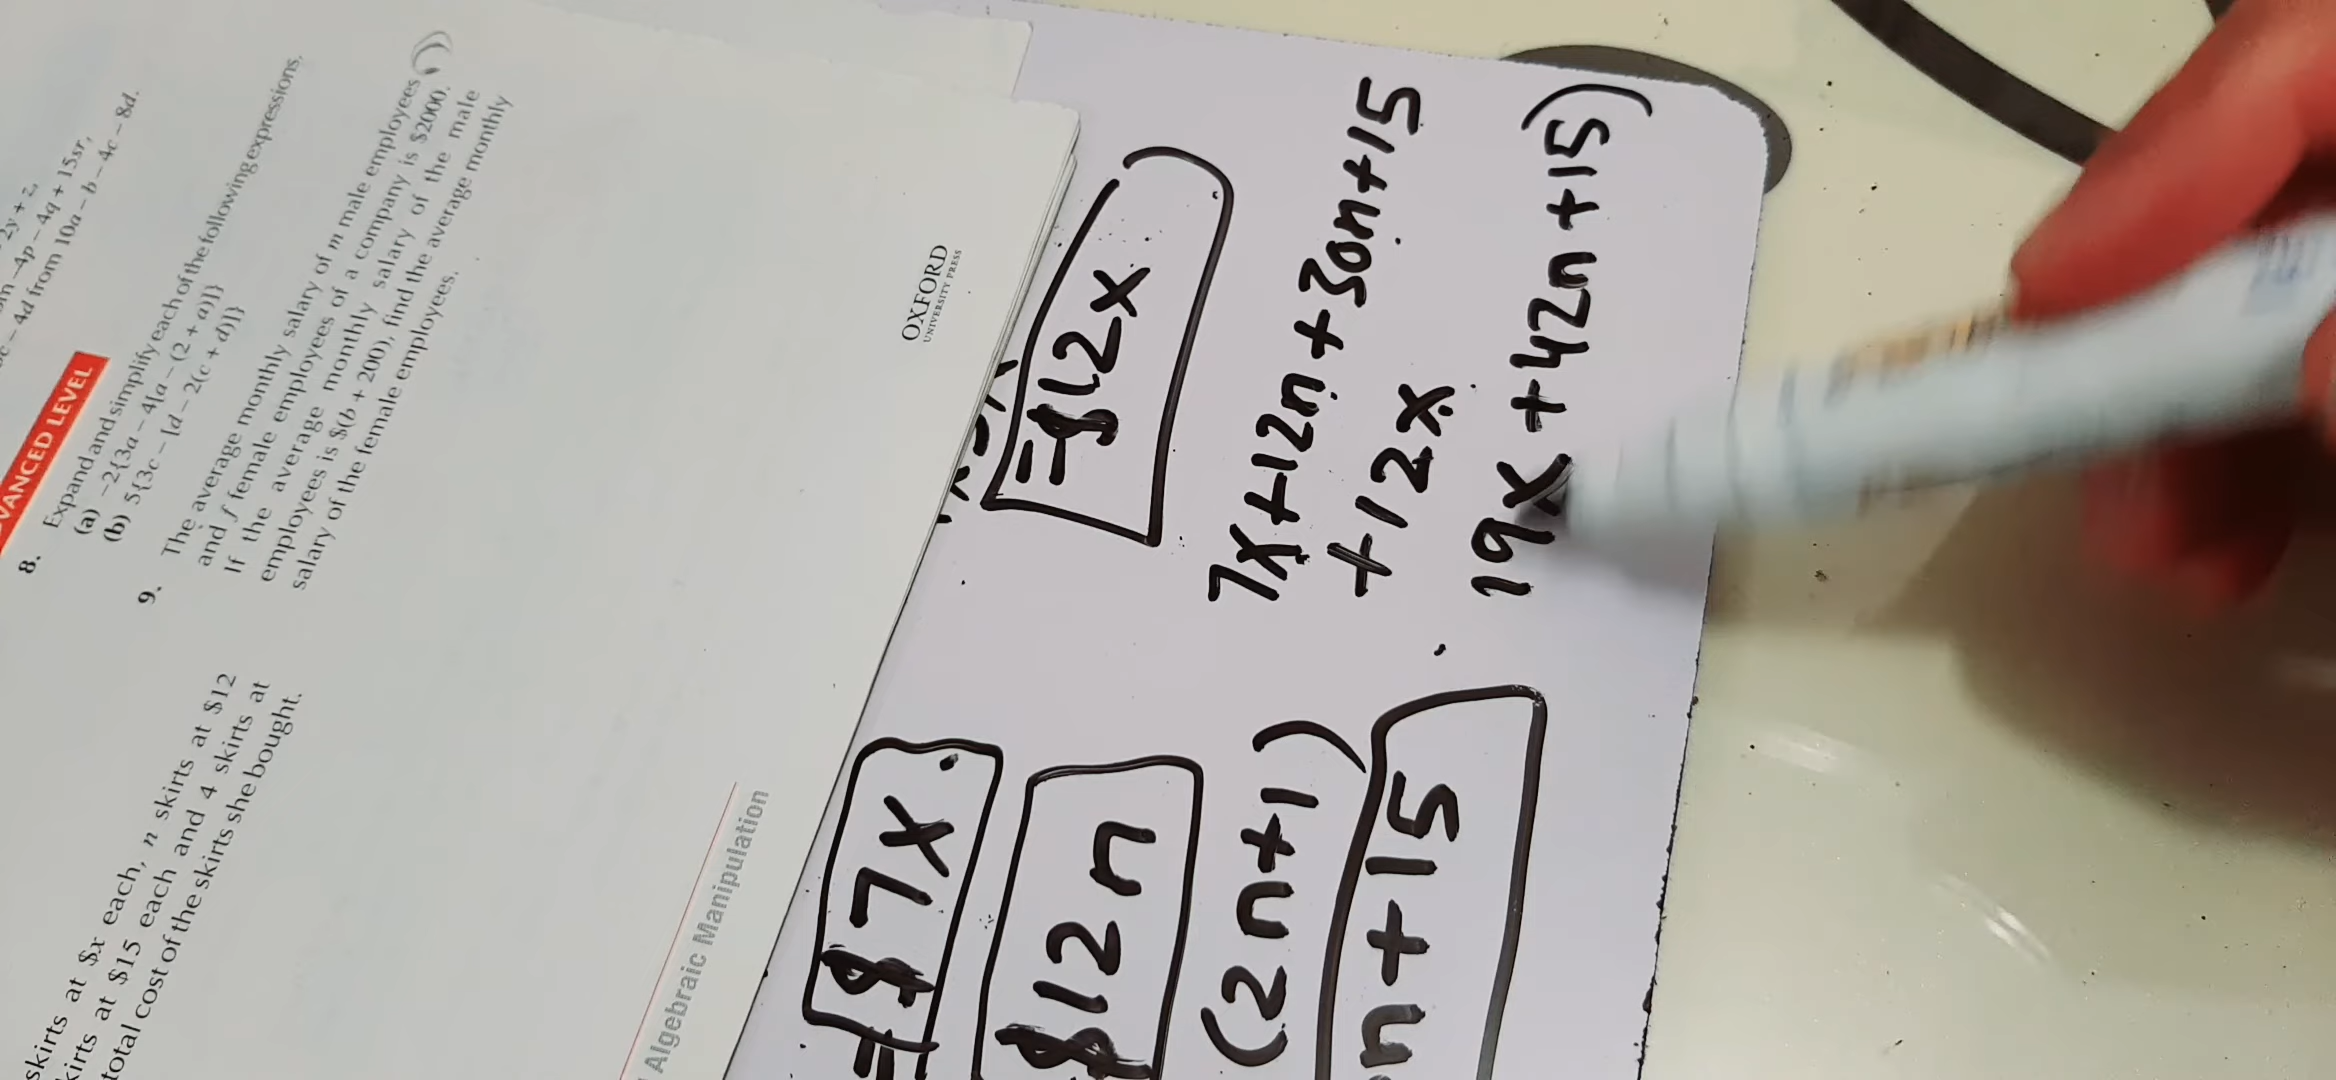 2y + z,
– 4p – 4q + 15sr,
– 4d from 10a – b – 4c – 8d.
VANCED LEVEL
8. Expand and simplify each of the following expressions.
(a) –2{3a – 4[a – (2 + a)]}
(b) 5{3c – [d – 2(c + d)]}
9. The average monthly salary of m male employees
and f female employees of a company is $2000.
If the average monthly salary of the male
employees is $(b + 200), find the average monthly
salary of the female employees.
skirts at $x each, n skirts at $12
kirts at $15 each and 4 skirts at
total cost of the skirts she bought.
OXFORD
UNIVERSITY PRESS
Algebraic Manipulation
=$12x
7x+12n+30n+15
+12x
19x+42n+15)
=$7x
$12n
(2n+1)
n+15